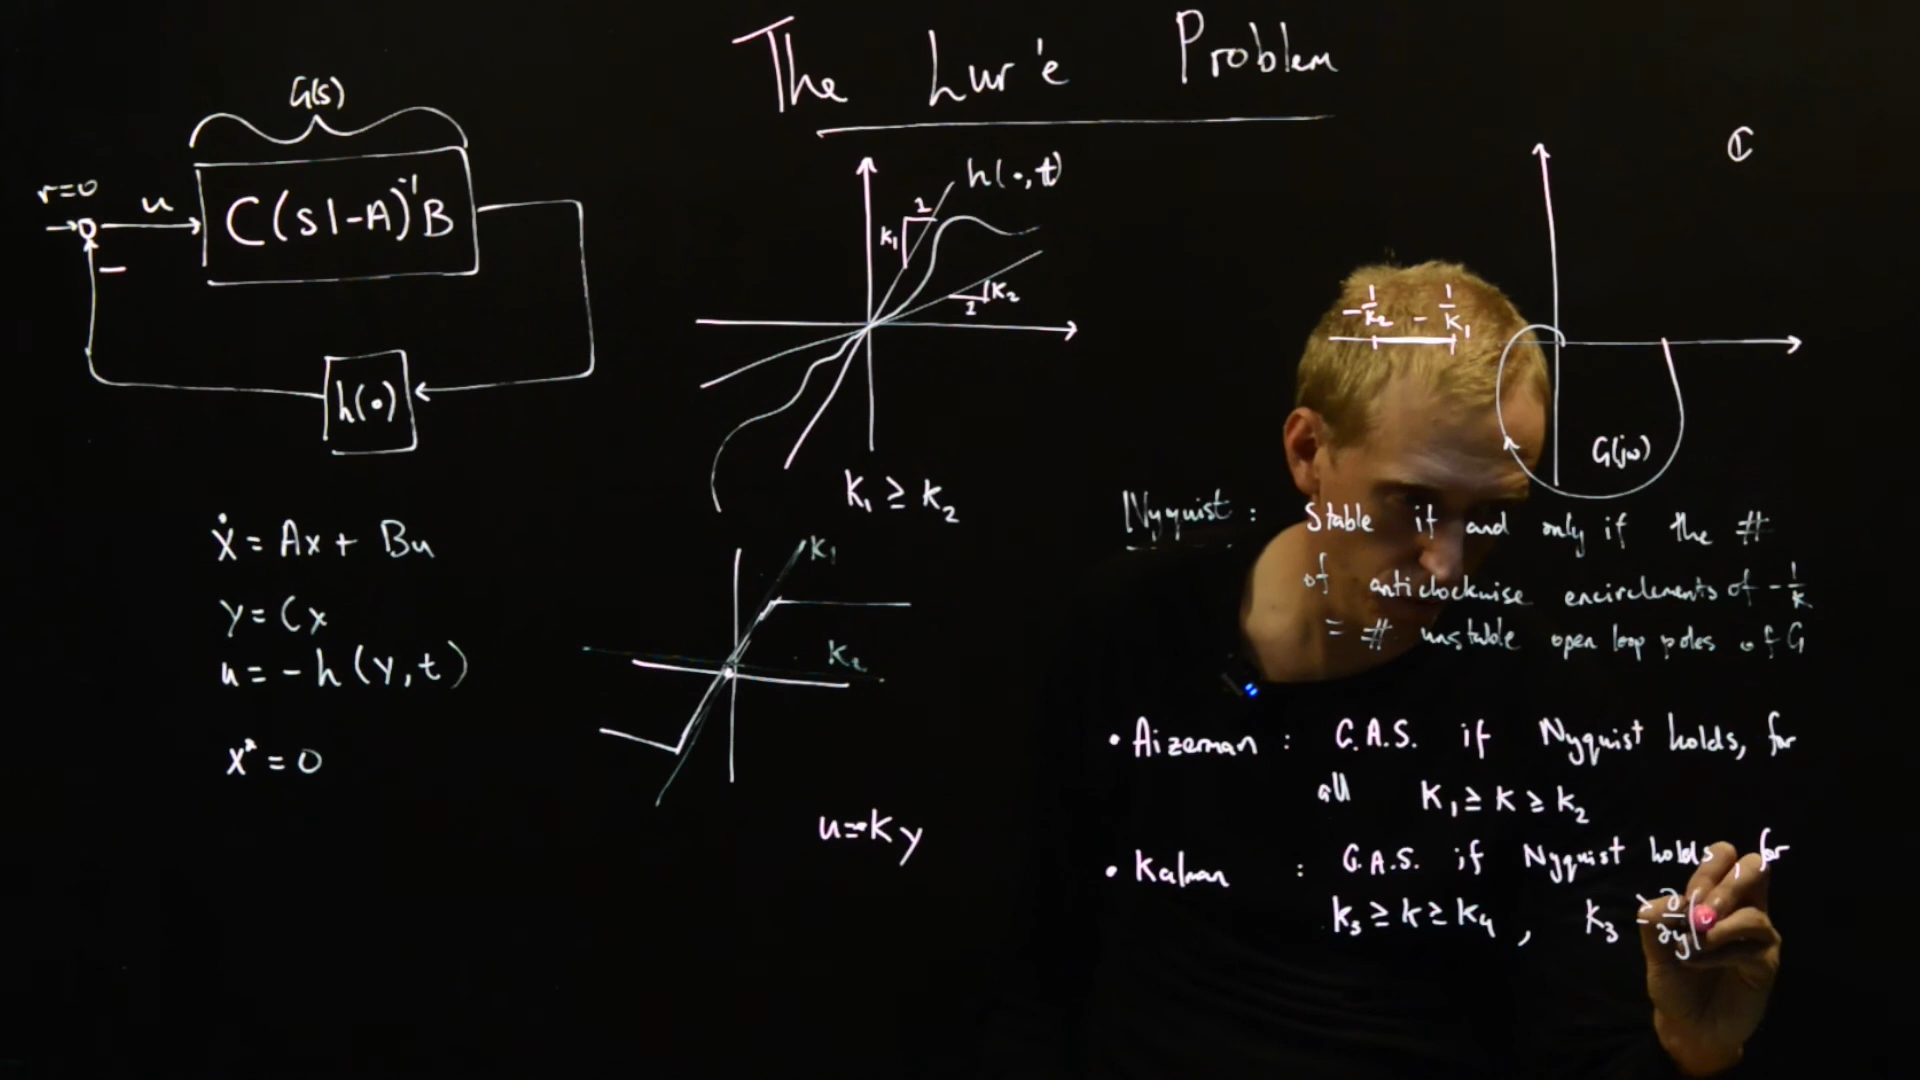 The Lur'e Problem
G(s)
r=0
u
C(sI-A)⁻¹B
−
h(·)
ẋ = Ax + Bu
y = Cx
u = -h(y,t)
x* = 0
h(·,t)
1
K₁
K₂
1
K₁ ≥ K₂
K₁
K₂
u=-Ky
ℂ
-1/K₂ -1/K₁
G(jω)
Nyquist : Stable if and only if the #
of anticlockwise encirclements of -1/K
= # unstable open loop poles of G
• Aizerman : G.A.S. if Nyquist holds, for
all K₁ ≥ K ≥ K₂
• Kalman : G.A.S. if Nyquist holds, for
K₃ ≥ K ≥ K₄ , K₃ ≥ ∂/∂y (